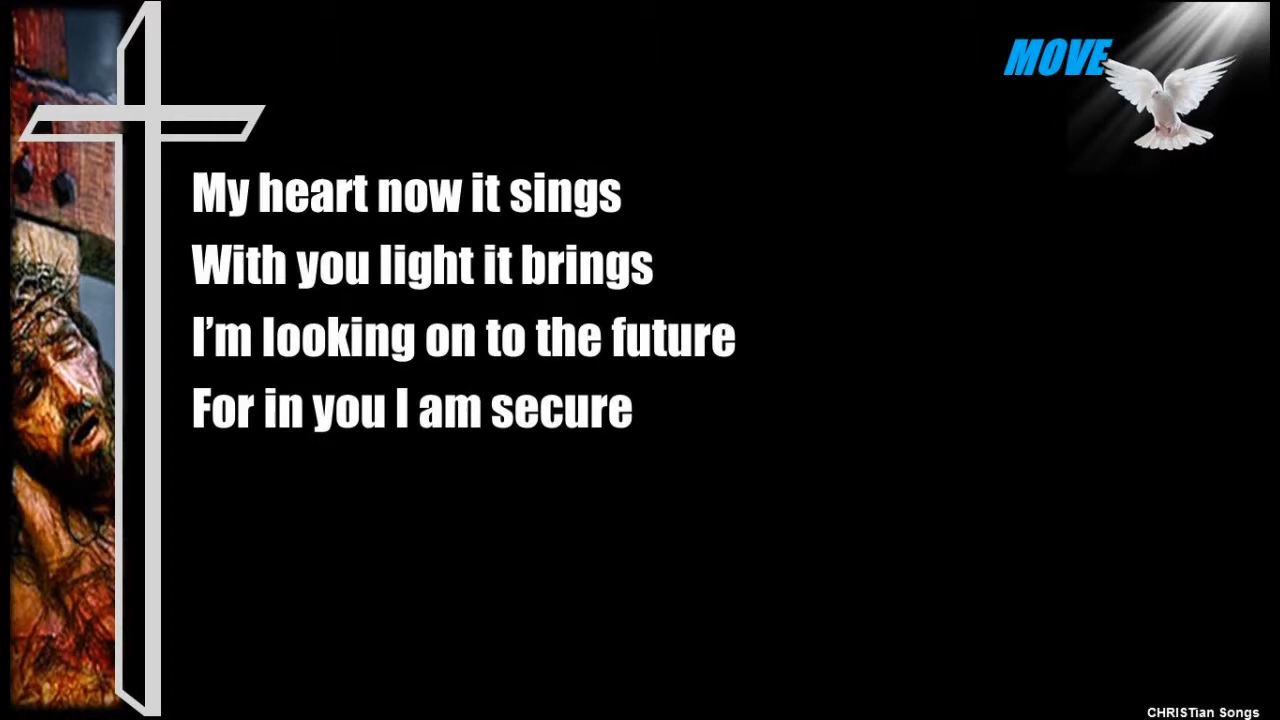 MOVE
My heart now it sings
With you light it brings
I’m looking on to the future
For in you I am secure
CHRISTian Songs